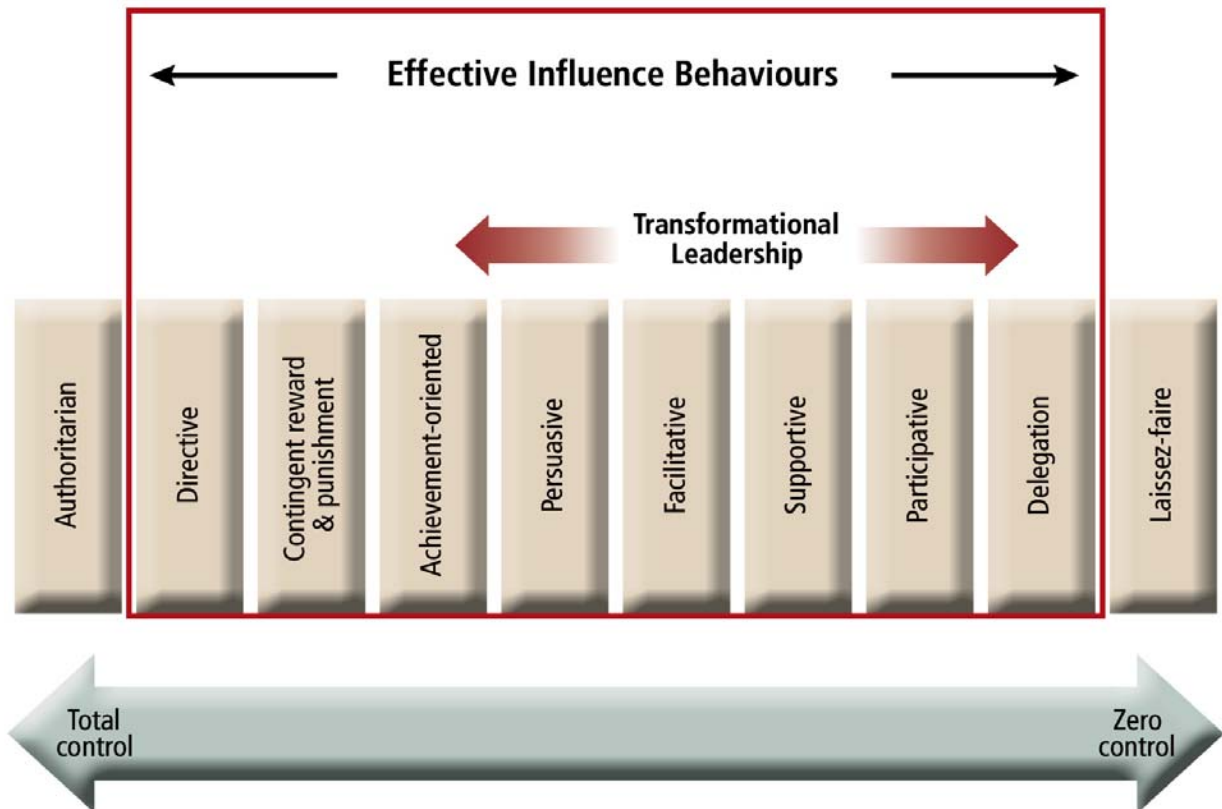 Effective Influence Behaviours
Transformational
Leadership
Authoritarian
Directive
Contingent reward
& punishment
Achievement-oriented
Persuasive
Facilitative
Supportive
Participative
Delegation
Laissez-faire
Total
control
Zero
control